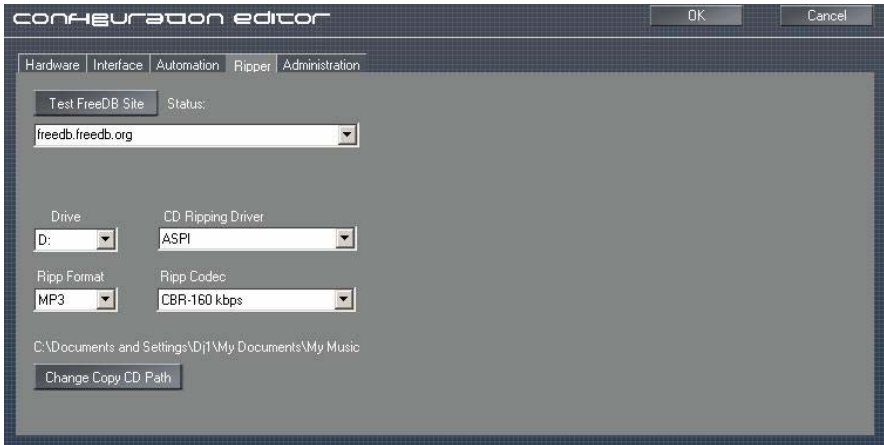 configuration editor
OK
Cancel
Hardware
Interface
Automation
Ripper
Administration
Test FreeDB Site
Status:
freedb.freedb.org
Drive
CD Ripping Driver
D:
ASPI
Ripp Format
Ripp Codec
MP3
CBR-160 kbps
C:\Documents and Settings\Dj1\My Documents\My Music
Change Copy CD Path